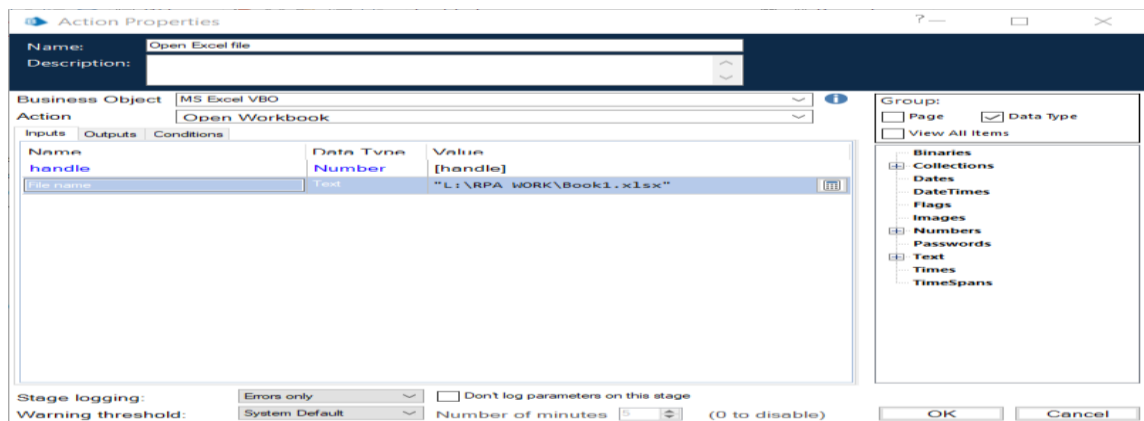 Action Properties
?
Name: Open Excel file
Description:
Business Object MS Excel VBO
Action Open Workbook
Inputs Outputs Conditions
Name Data Type Value
handle Number [handle]
File name Text "L:\RPA WORK\Book1.xlsx"
Group:
Page Data Type
View All Items
Binaries
Collections
Dates
DateTimes
Flags
Images
Numbers
Passwords
Text
Times
TimeSpans
Stage logging: Errors only Don't log parameters on this stage
Warning threshold: System Default Number of minutes 5 (0 to disable)
OK Cancel